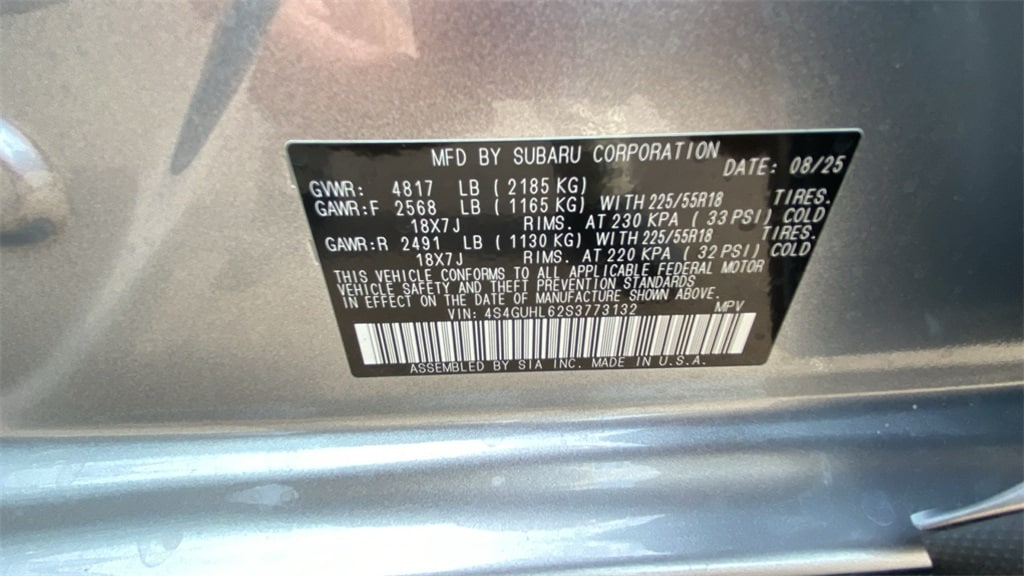 MFD BY SUBARU CORPORATION DATE: 08/25
GVWR: 4817 LB ( 2185 KG)
GAWR:F 2568 LB ( 1165 KG) WITH 225/55R18 TIRES.
18X7J RIMS. AT 230 KPA ( 33 PSI) COLD
GAWR:R 2491 LB ( 1130 KG) WITH 225/55R18 TIRES.
18X7J RIMS. AT 220 KPA ( 32 PSI) COLD
THIS VEHICLE CONFORMS TO ALL APPLICABLE FEDERAL MOTOR
VEHICLE SAFETY AND THEFT PREVENTION STANDARDS
IN EFFECT ON THE DATE OF MANUFACTURE SHOWN ABOVE.
VIN: 4S4GUHL62S3773132 MPV
ASSEMBLED BY SIA INC. MADE IN U.S.A.